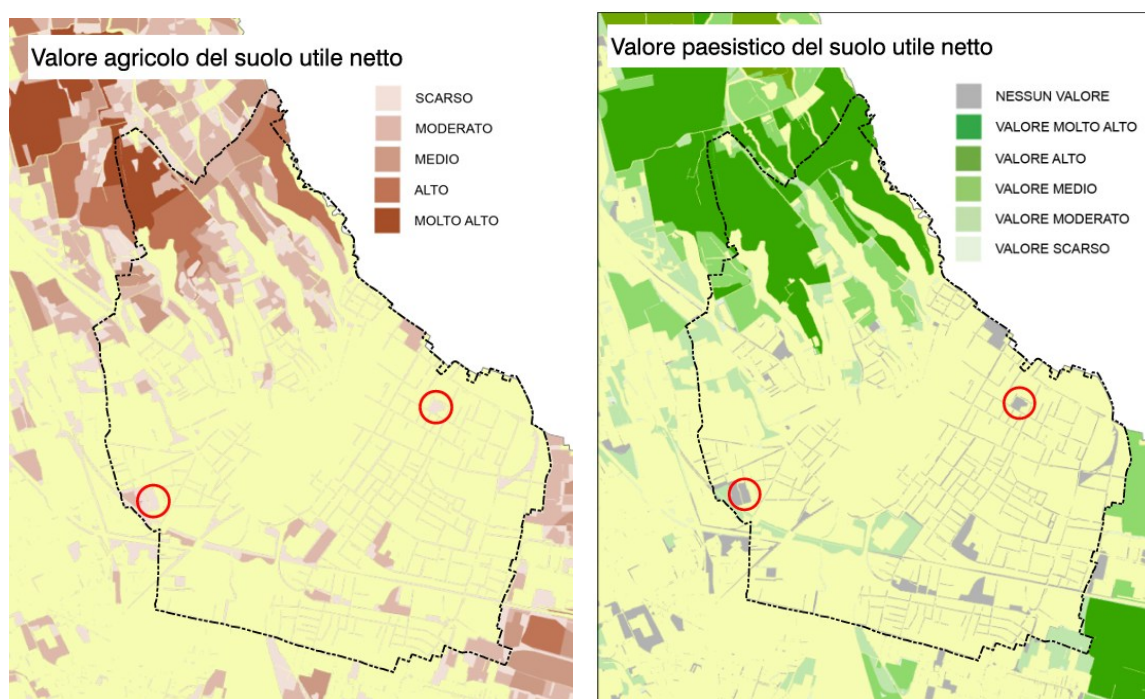 Valore agricolo del suolo utile netto
SCARSO
MODERATO
MEDIO
ALTO
MOLTO ALTO
Valore paesistico del suolo utile netto
NESSUN VALORE
VALORE MOLTO ALTO
VALORE ALTO
VALORE MEDIO
VALORE MODERATO
VALORE SCARSO